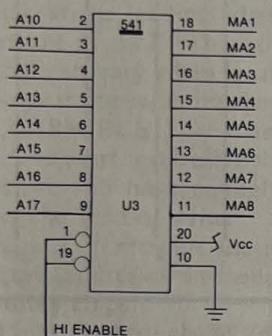 A10 2 541 18 MA1
A11 3 17 MA2
A12 4 16 MA3
A13 5 15 MA4
A14 6 14 MA5
A15 7 13 MA6
A16 8 12 MA7
A17 9 U3 11 MA8
1 20 Vcc
19 10
HI ENABLE